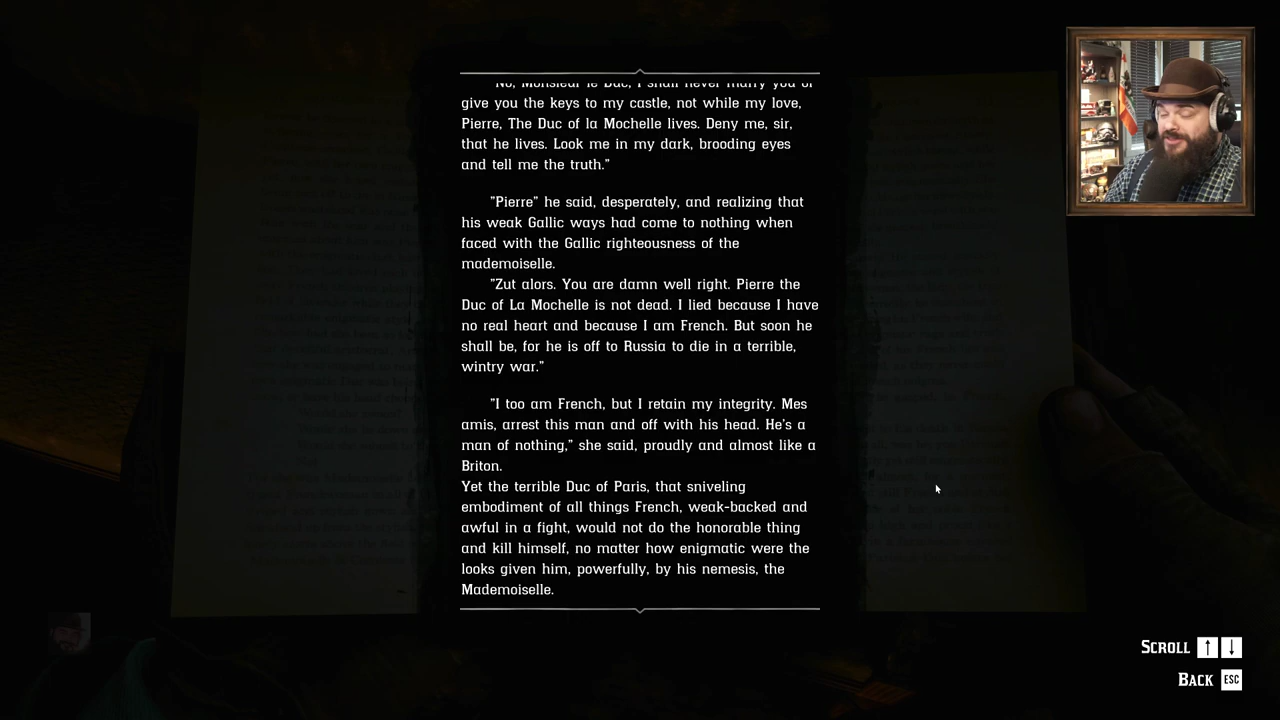 "No, Monsieur le Duc, I shall never marry you or
give you the keys to my castle, not while my love,
Pierre, The Duc of la Mochelle lives. Deny me, sir,
that he lives. Look me in my dark, brooding eyes
and tell me the truth."
"Pierre" he said, desperately, and realizing that
his weak Gallic ways had come to nothing when
faced with the Gallic righteousness of the
mademoiselle.
"Zut alors. You are damn well right. Pierre the
Duc of La Mochelle is not dead. I lied because I have
no real heart and because I am French. But soon he
shall be, for he is off to Russia to die in a terrible,
wintry war."
"I too am French, but I retain my integrity. Mes
amis, arrest this man and off with his head. He's a
man of nothing," she said, proudly and almost like a
Briton.
Yet the terrible Duc of Paris, that sniveling
embodiment of all things French, weak-backed and
awful in a fight, would not do the honorable thing
and kill himself, no matter how enigmatic were the
looks given him, powerfully, by his nemesis, the
Mademoiselle.
Scroll ↑ ↓
Back ESC